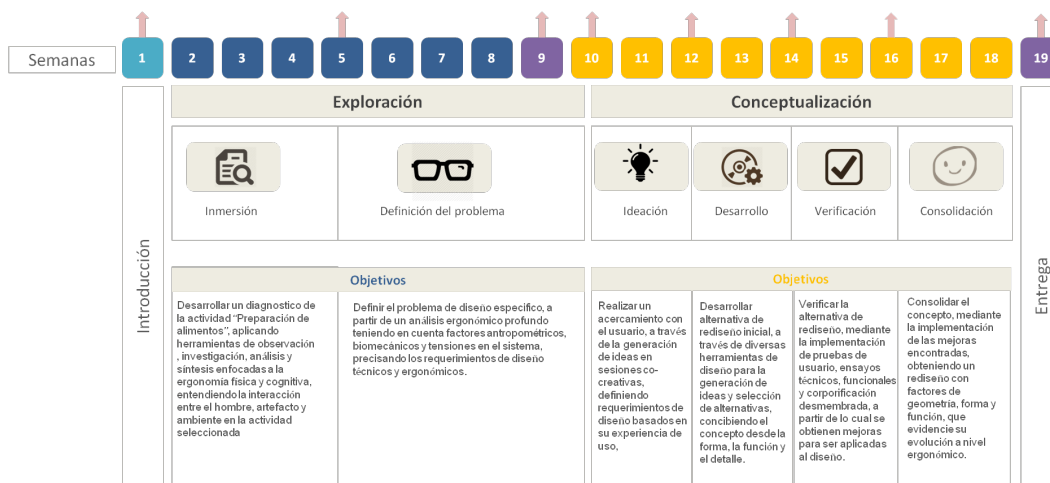 Semanas
1
2
3
4
5
6
7
8
9
10
11
12
13
14
15
16
17
18
19
Introducción
Exploración
Inmersión
Definición del problema
Objetivos
Desarrollar un diagnostico de
la actividad “Preparación de
alimentos”, aplicando
herramientas de observación
, investigación, análisis y
síntesis enfocadas a la
ergonomía física y cognitiva,
entendiendo la interacción
entre el hombre, artefacto y
ambiente en la actividad
seleccionada
Definir el problema de diseño especifico, a
partir de un análisis ergonómico profundo
teniendo en cuenta factores antropométricos,
biomecánicos y tensiones en el sistema,
precisando los requerimientos de diseño
técnicos y ergonómicos.
Conceptualización
Ideación
Desarrollo
Verificación
Consolidación
Objetivos
Realizar un
acercamiento con
el usuario, a través
de la generación
de ideas en
sesiones co-
creativas,
definiendo
requerimientos de
diseño basados en
su experiencia de
uso,
Desarrollar
alternativa de
rediseño inicial, a
través de diversas
herramientas de
diseño para la
generación de
ideas y selección
de alternativas,
concibiendo el
concepto desde la
forma, la función y
el detalle.
Verificar la
alternativa de
rediseño, mediante
la implementación
de pruebas de
usuario, ensayos
técnicos, funcionales
y corporificación
desmembrada, a
partir de lo cual se
obtienen mejoras
para ser aplicadas
al diseño.
Consolidar el
concepto, mediante
la implementación
de las mejoras
encontradas,
obteniendo un
rediseño con
factores de
geometría, forma y
función, que
evidencie su
evolución a nivel
ergonómico.
Entrega